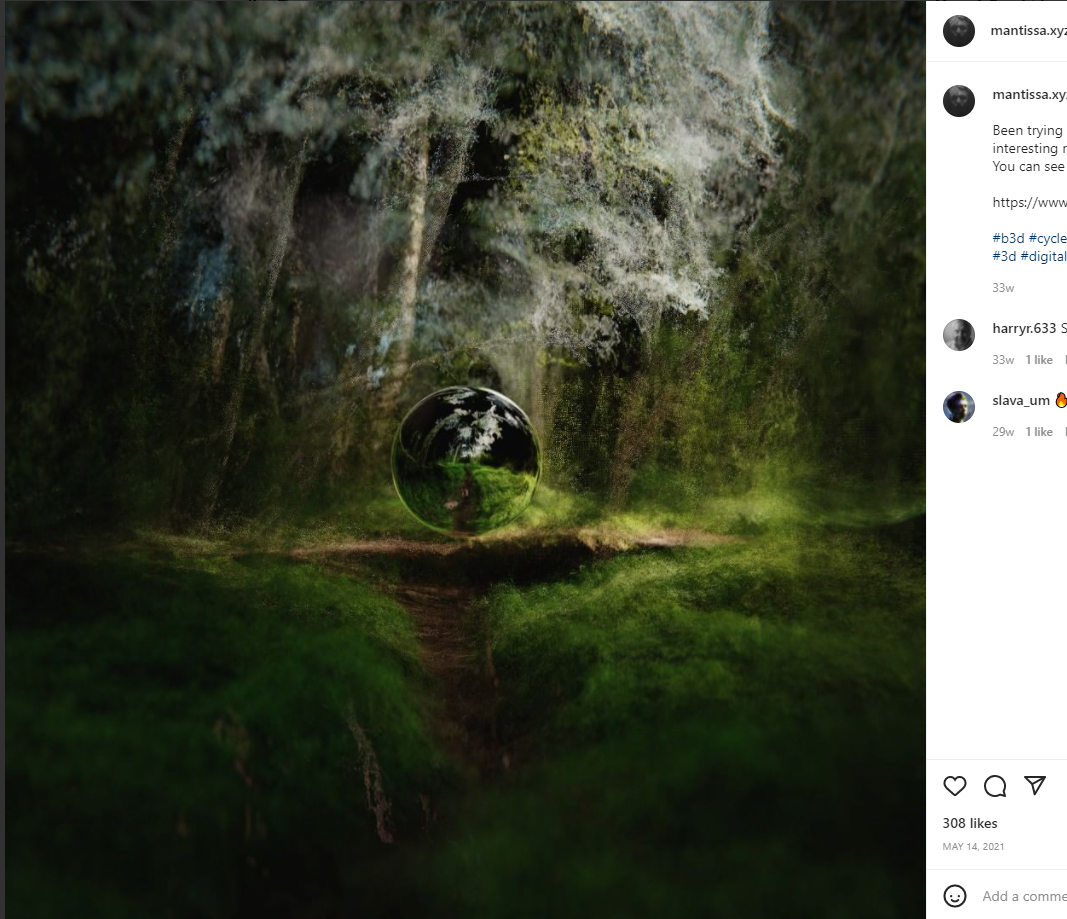 mantissa.xyz
mantissa.xyz
Been trying
interesting
You can see
https://www
#b3d #cycle
#3d #digital
33w
harryr.633 S
33w 1 like
slava_um 🔥
29w 1 like
308 likes
MAY 14, 2021
Add a comme